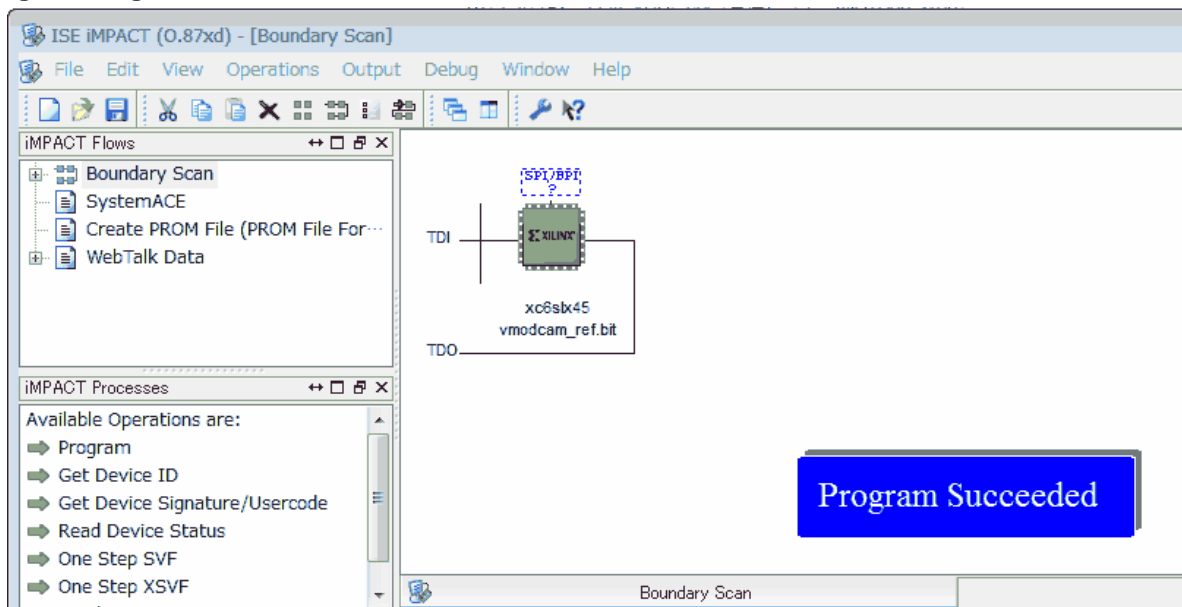 ISE iMPACT (O.87xd) - [Boundary Scan]
File Edit View Operations Output Debug Window Help
iMPACT Flows
Boundary Scan
SystemACE
Create PROM File (PROM File For...
WebTalk Data
SPI/BPI
?
TDI
XILINX
xc6slx45
vmodcam_ref.bit
TDO
iMPACT Processes
Available Operations are:
Program
Get Device ID
Get Device Signature/Usercode
Read Device Status
One Step SVF
One Step XSVF
Program Succeeded
Boundary Scan